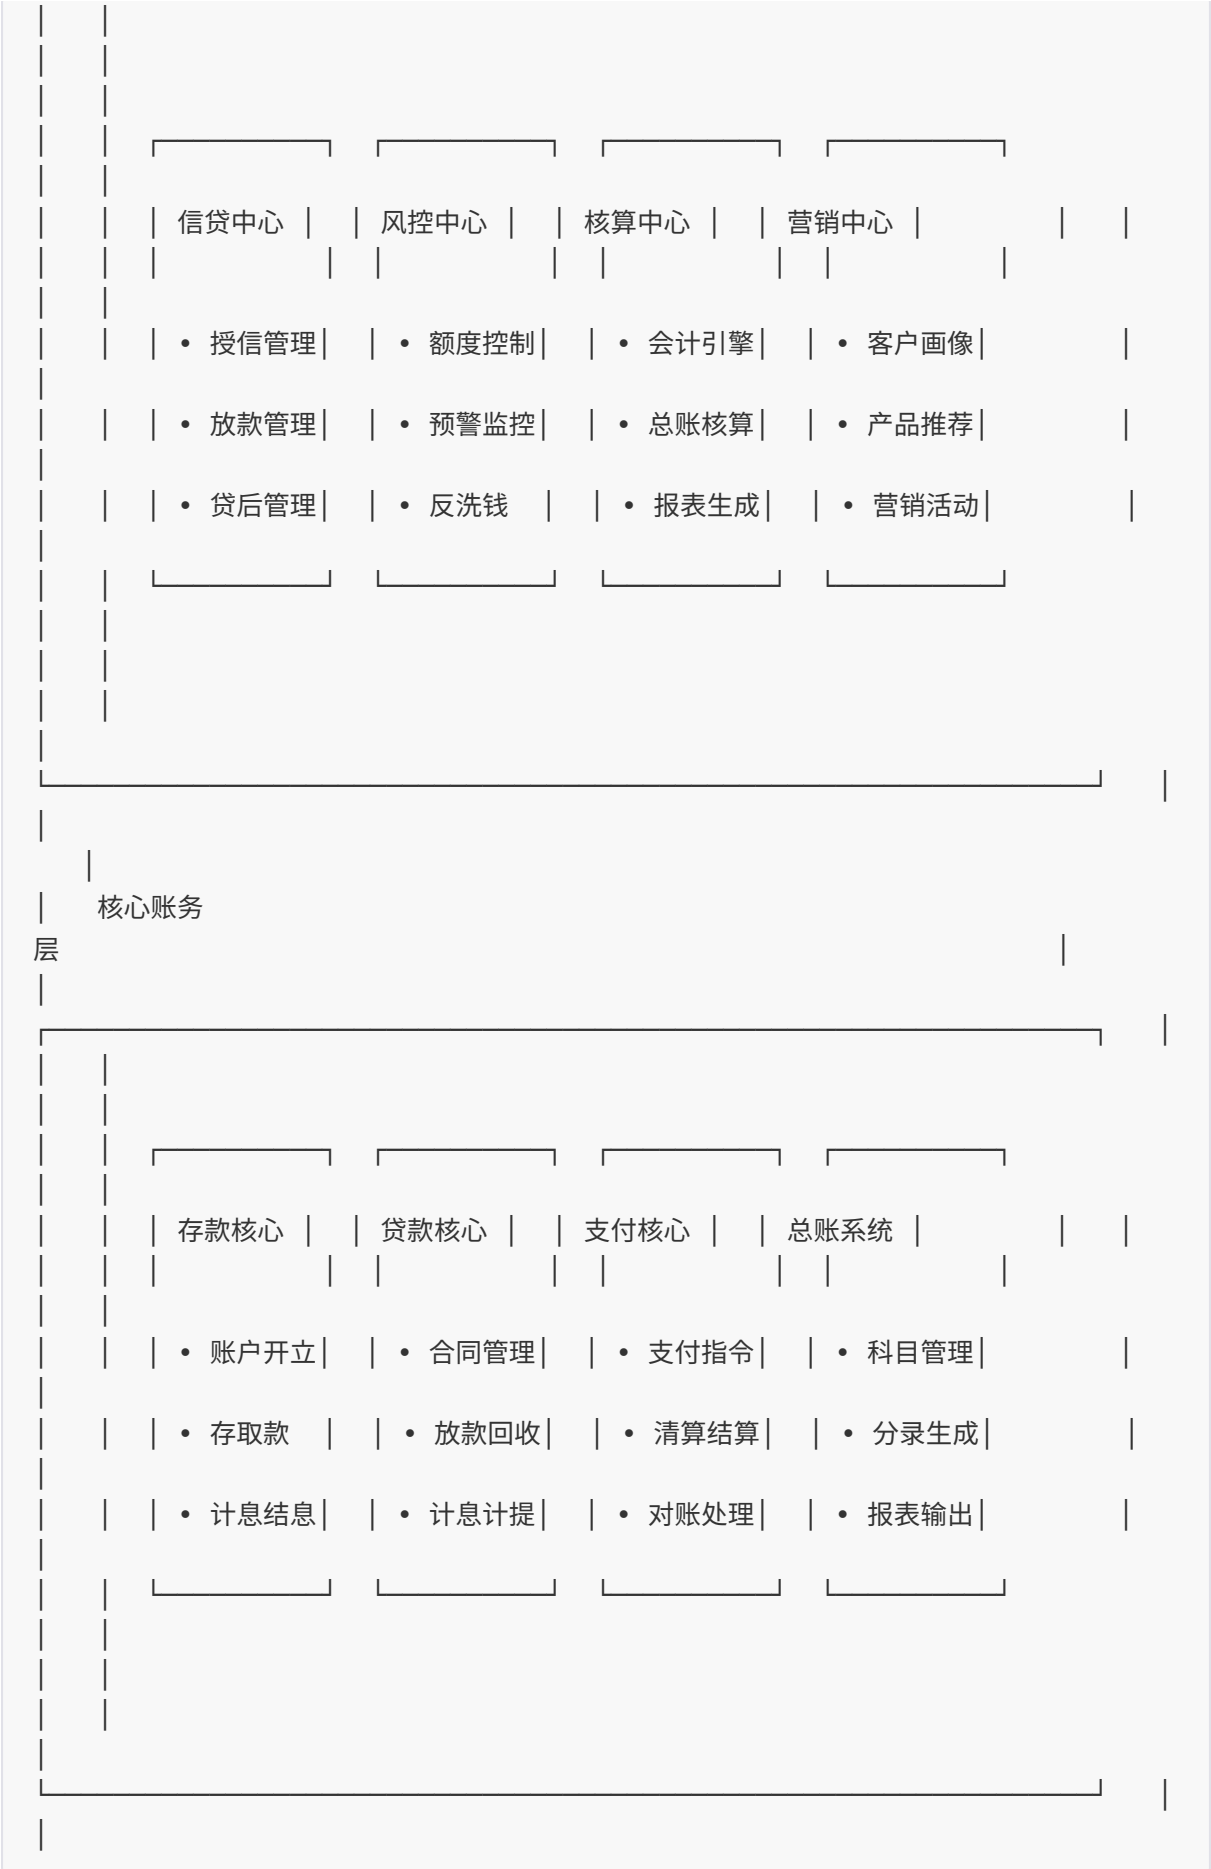 信贷中心 风控中心 核算中心 营销中心
• 授信管理 • 额度控制 • 会计引擎 • 客户画像
• 放款管理 • 预警监控 • 总账核算 • 产品推荐
• 贷后管理 • 反洗钱 • 报表生成 • 营销活动
核心账务
层
存款核心 贷款核心 支付核心 总账系统
• 账户开立 • 合同管理 • 支付指令 • 科目管理
• 存取款 • 放款回收 • 清算结算 • 分录生成
• 计息结息 • 计息计提 • 对账处理 • 报表输出